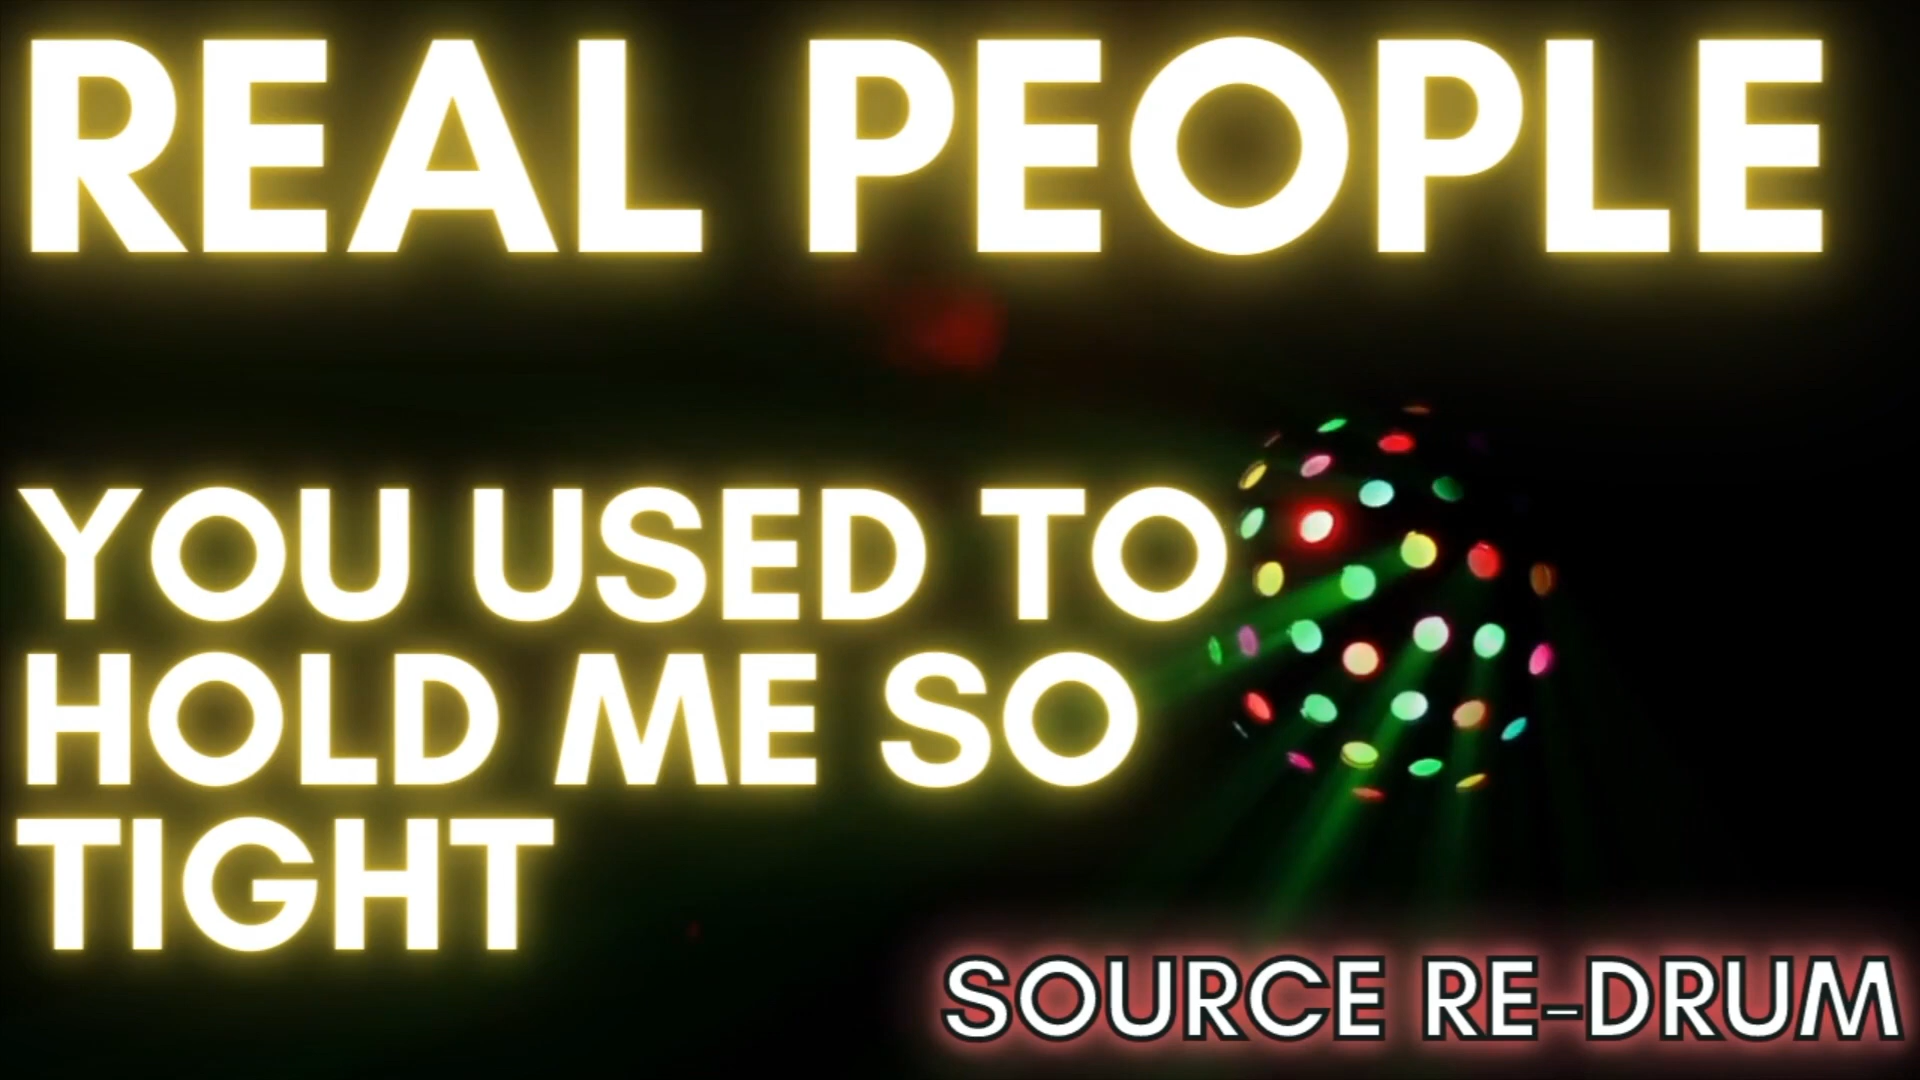 REAL PEOPLE
YOU USED TO
HOLD ME SO
TIGHT
SOURCE RE-DRUM